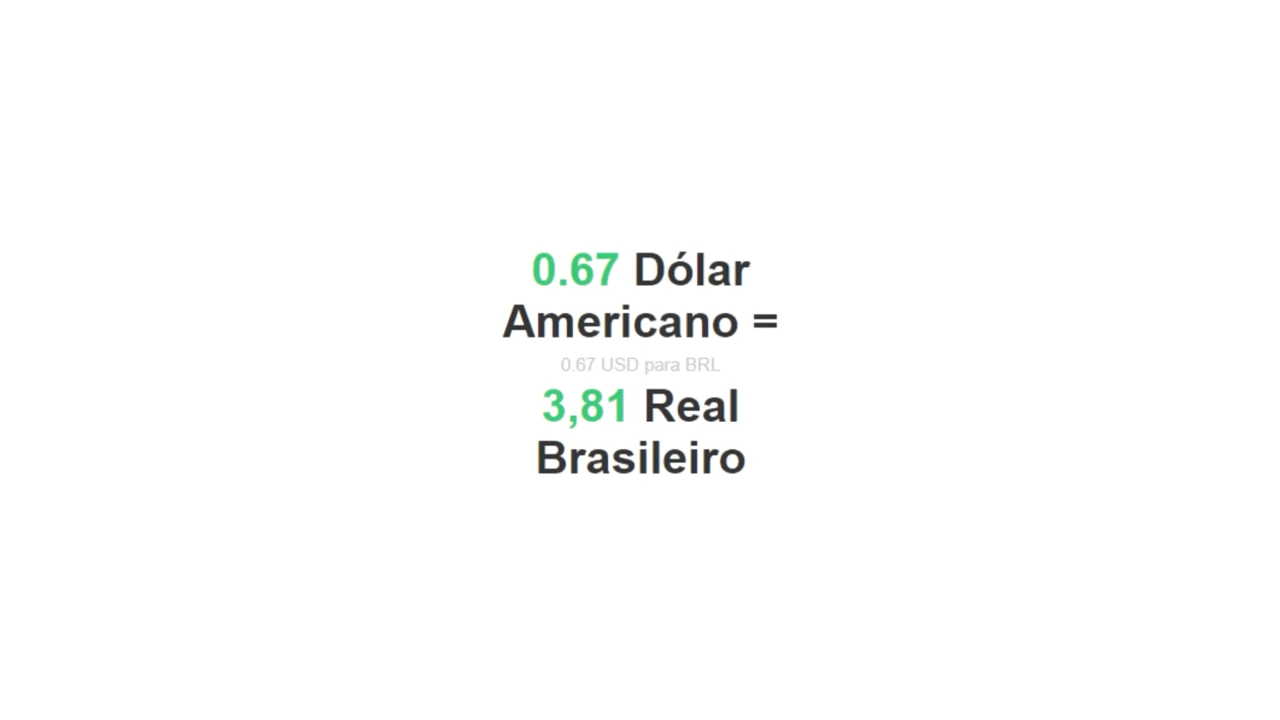 0.67 Dólar
Americano =
0.67 USD para BRL
3,81 Real
Brasileiro